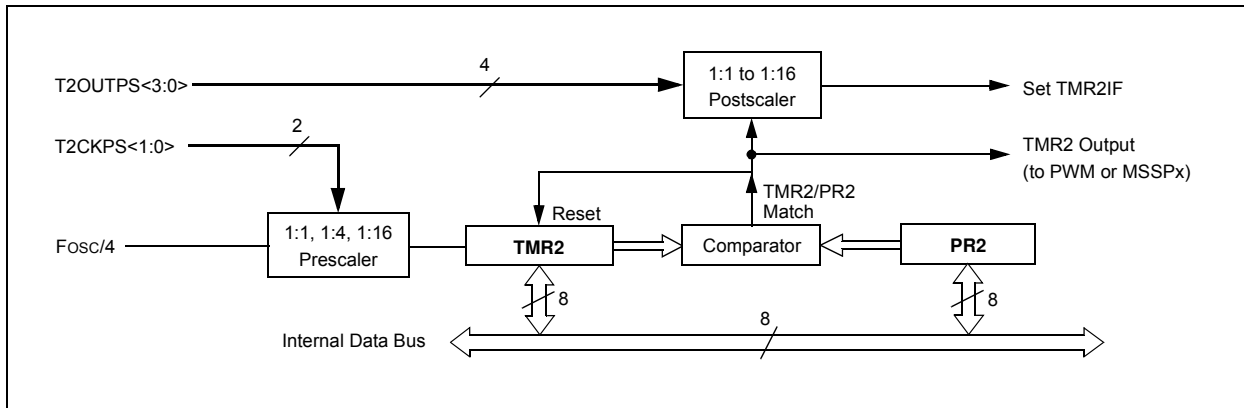 T2OUTPS<3:0>
4
1:1 to 1:16
Postscaler
Set TMR2IF
T2CKPS<1:0>
2
TMR2 Output
(to PWM or MSSPx)
Reset
TMR2/PR2
Match
FOSC/4
1:1, 1:4, 1:16
Prescaler
TMR2
Comparator
PR2
8
8
Internal Data Bus
8